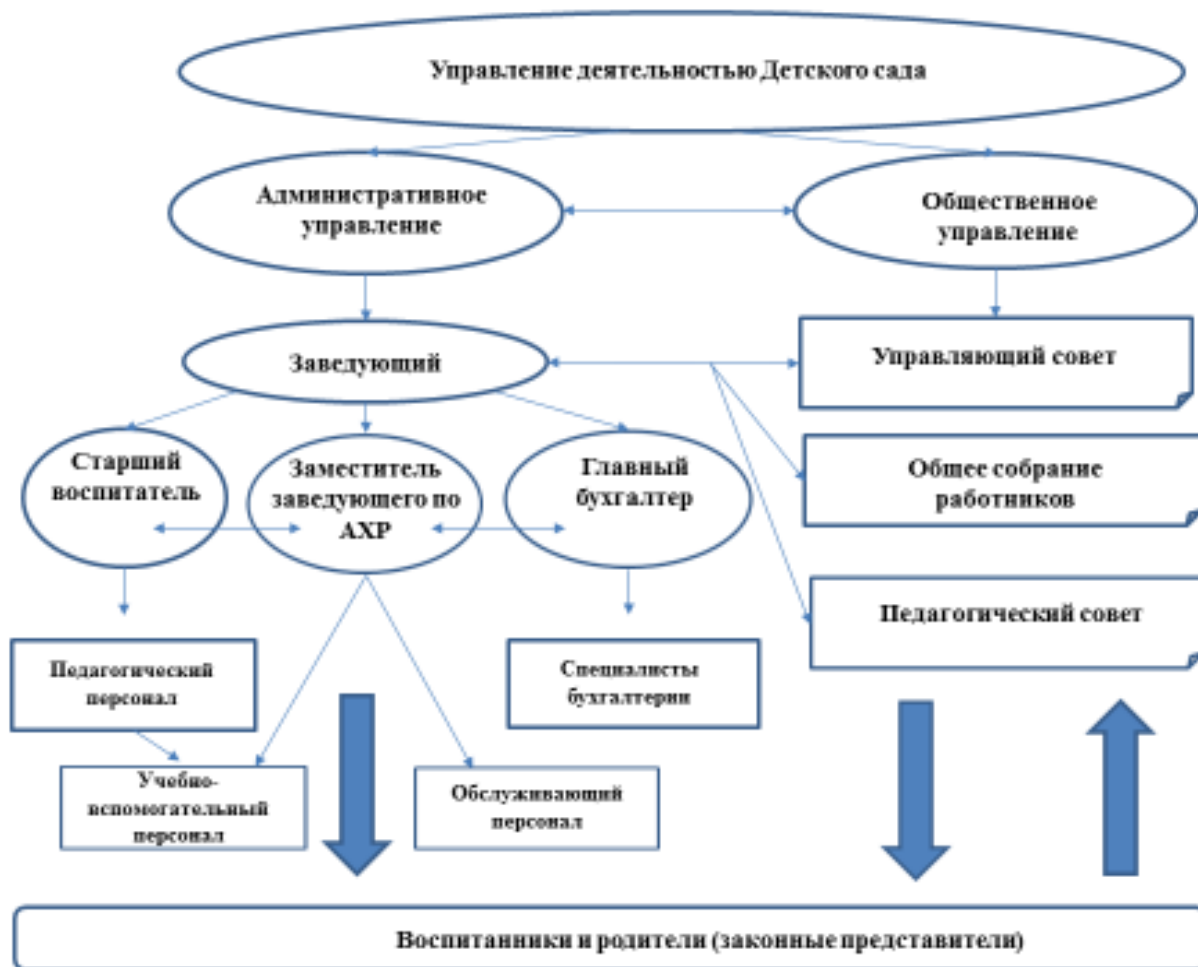 Управление деятельностью Детского сада
Административное
управление
Общественное
управление
Заведующий
Управляющий совет
Старший
воспитатель
Заместитель
заведующего по
АХР
Главный
бухгалтер
Общее собрание
работников
Педагогический совет
Педагогический
персонал
Специалисты
бухгалтерии
Учебно-
вспомогательный
персонал
Обслуживающий
персонал
Воспитанники и родители (законные представители)